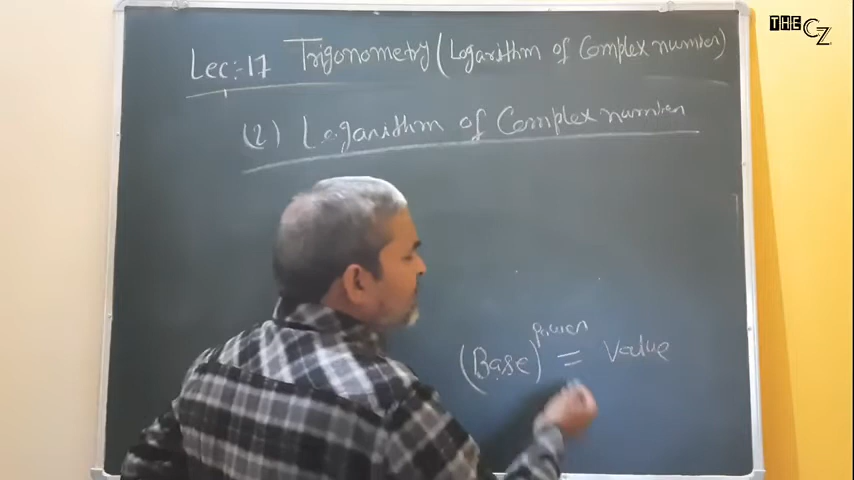 THE CZ
Lec:-17 Trigonometry (Logarithm of Complex number)
(2) Logarithm of Complex number
(Base)^power = Value